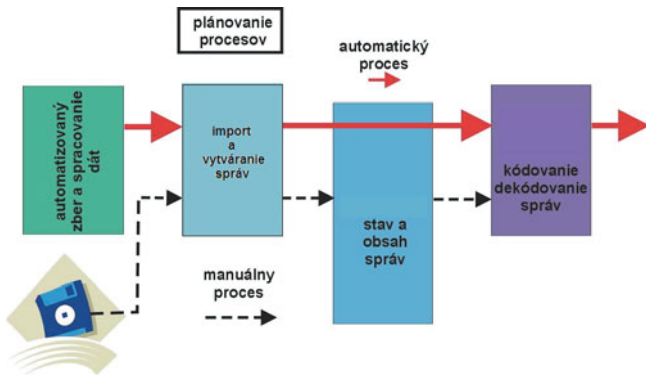 plánovanie
procesov
automatický
proces
automatizovaný
zber a spracovanie
dát
import
a
vytváranie
správ
kódovanie
dekódovanie
správ
stav a
obsah
správ
manuálny
proces